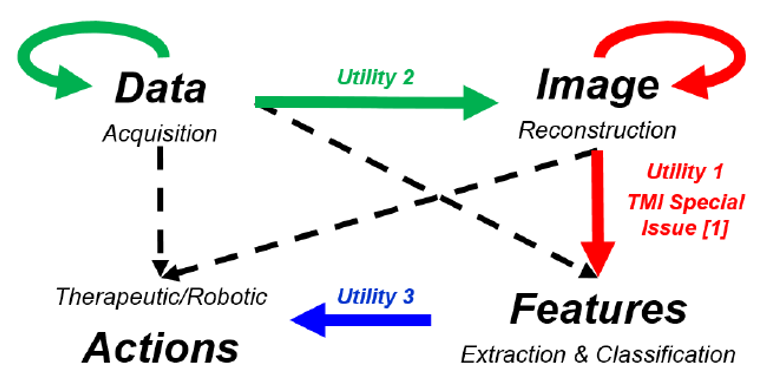 Data
Acquisition
Utility 2
Image
Reconstruction
Utility 1
TMI Special
Issue [1]
Therapeutic/Robotic
Actions
Utility 3
Features
Extraction & Classification